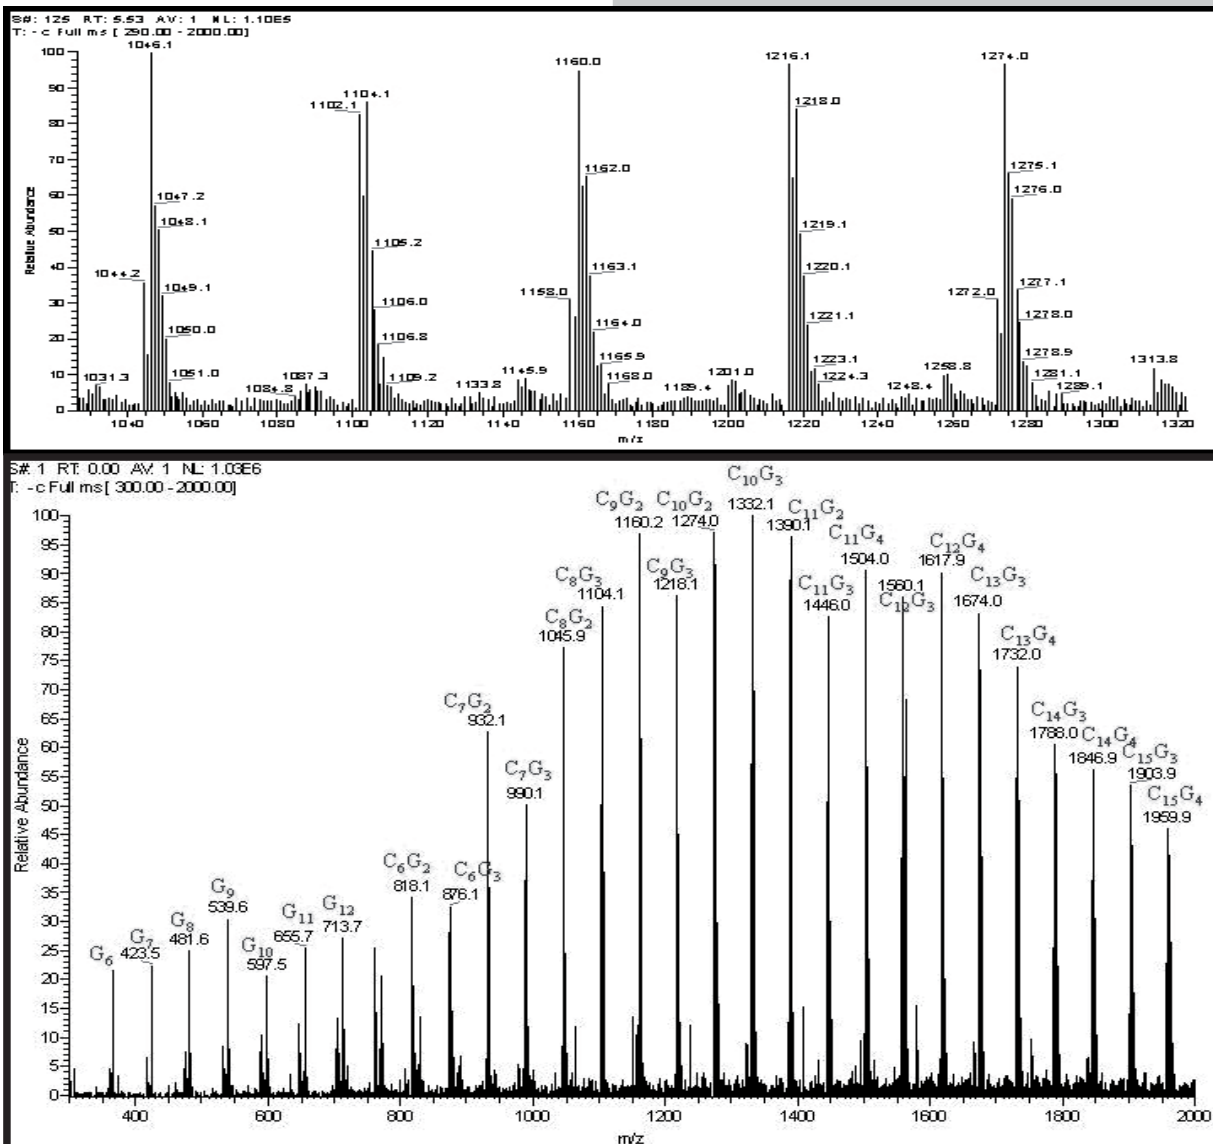 S#: 125 RT: 5.53 AV: 1 NL: 1.10E5
T: - c Full ms [ 290.00 - 2000.00]
1046.1
1047.2
1048.1
1044.2
1049.1
1050.0
1051.0
1031.3
1084.8
1087.3
1102.1
1104.1
1105.2
1106.0
1106.8
1109.2
1133.8
1145.9
1158.0
1160.0
1162.0
1163.1
1164.0
1165.9
1168.0
1189.4
1201.0
1216.1
1218.0
1219.1
1220.1
1221.1
1223.1
1224.3
1248.4
1258.8
1272.0
1274.0
1275.1
1276.0
1277.1
1278.0
1278.9
1281.1
1289.1
1313.8
100
90
80
70
60
50
40
30
20
10
0
Relative Abundance
1040 1060 1080 1100 1120 1140 1160 1180 1200 1220 1240 1260 1280 1300 1320
m/z
S#: 1 RT: 0.00 AV: 1 NL: 1.03E6
T: - c Full ms [ 300.00 - 2000.00]
G6
G7
423.5
G8
481.6
G9
539.6
G10
597.5
G11
655.7
G12
713.7
C6G2
818.1
C6G3
876.1
C7G2
932.1
C7G3
990.1
C8G2
1045.9
C8G3
1104.1
C9G2
1160.2
C9G3
1218.1
C10G2
1274.0
C10G3
1332.1
C11G2
1390.1
C11G3
1446.0
C11G4
1504.0
1560.1
C12G3
C12G4
1617.9
C13G3
1674.0
C13G4
1732.0
C14G3
1788.0
C14G4
1846.9
C15G3
1903.9
C15G4
1959.9
100
95
90
85
80
75
70
65
60
55
50
45
40
35
30
25
20
15
10
5
0
Relative Abundance
400 600 800 1000 1200 1400 1600 1800 2000
m/z